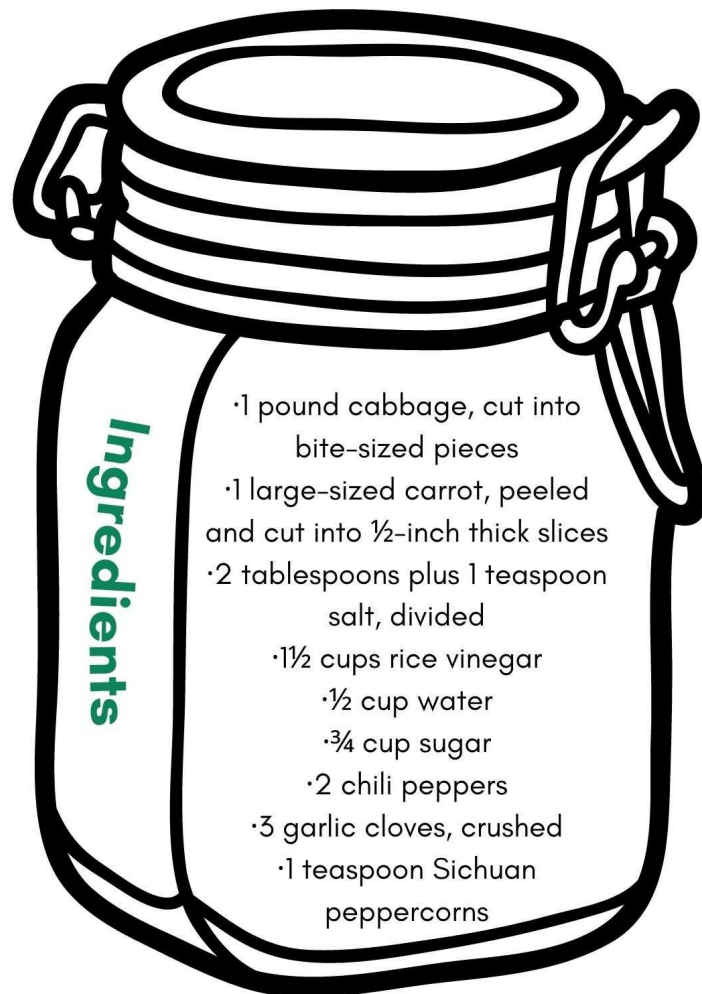 Ingredients
·1 pound cabbage, cut into
bite-sized pieces
·1 large-sized carrot, peeled
and cut into ½-inch thick slices
·2 tablespoons plus 1 teaspoon
salt, divided
·1½ cups rice vinegar
·½ cup water
·¾ cup sugar
·2 chili peppers
·3 garlic cloves, crushed
·1 teaspoon Sichuan
peppercorns